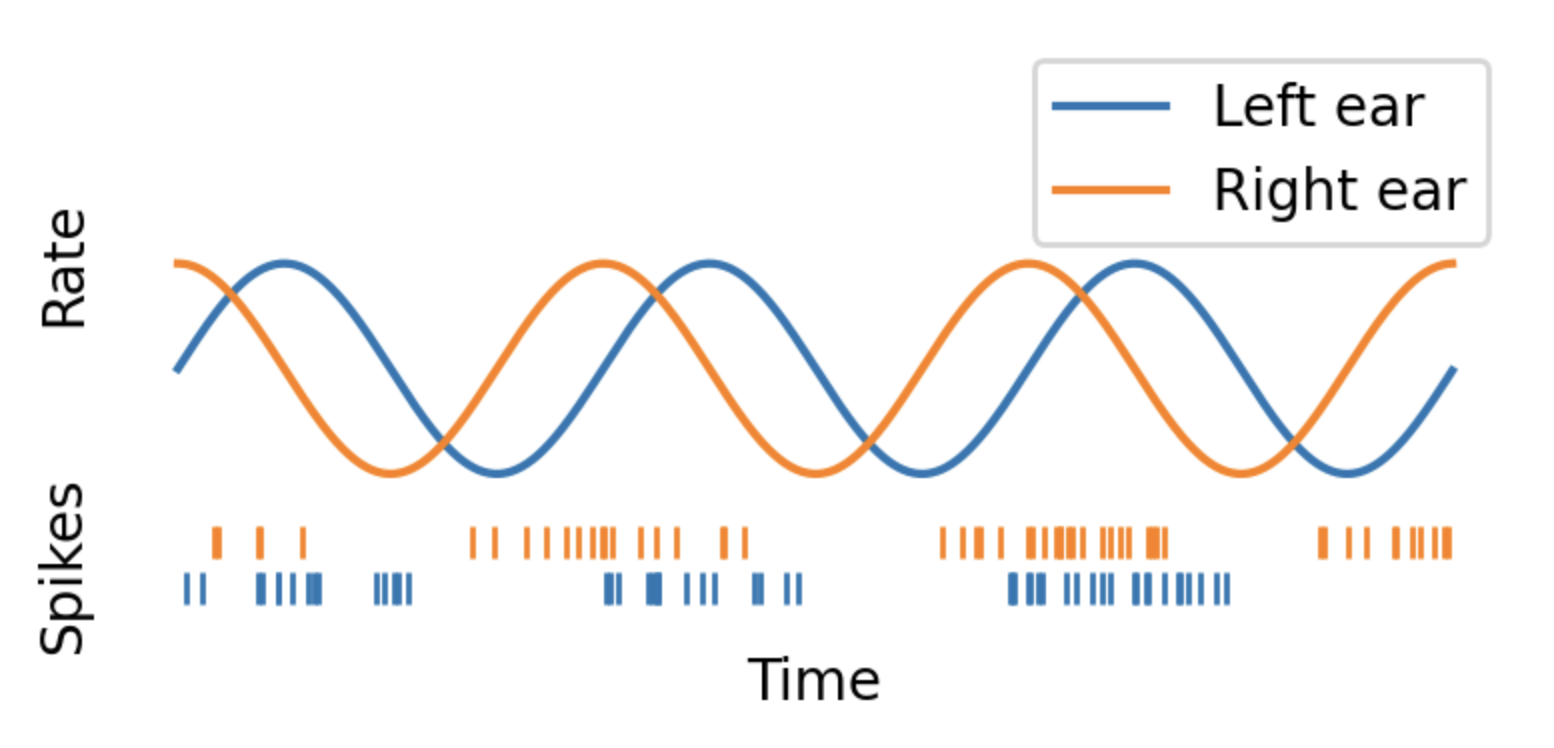 Left ear
Right ear
Rate
Spikes
Time